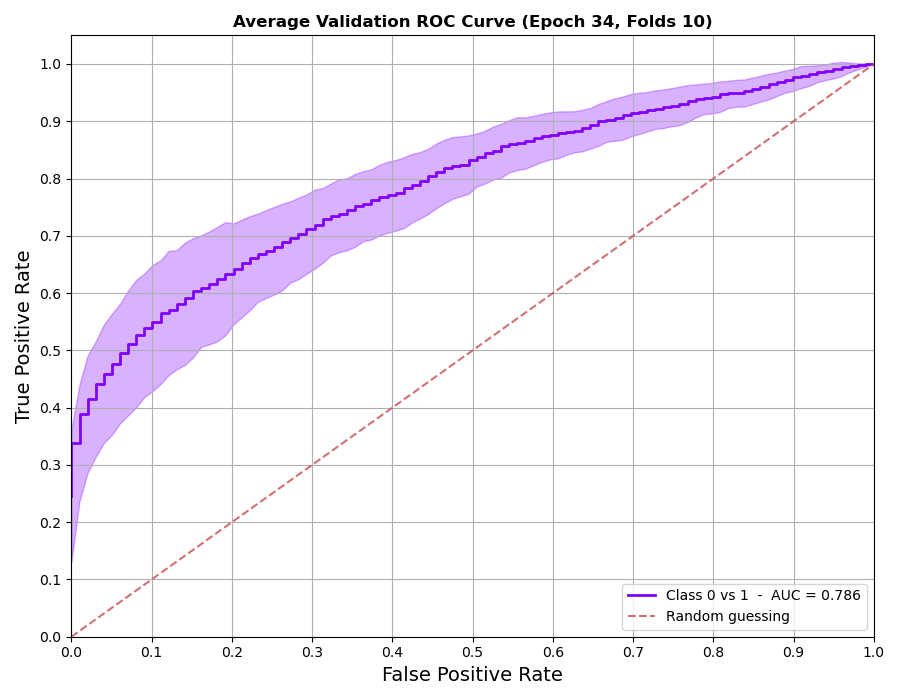 Average Validation ROC Curve (Epoch 34, Folds 10)
True Positive Rate
1.0
0.9
0.8
0.7
0.6
0.5
0.4
0.3
0.2
0.1
0.0
Class 0 vs 1 - AUC = 0.786
Random guessing
0.0 0.1 0.2 0.3 0.4 0.5 0.6 0.7 0.8 0.9 1.0
False Positive Rate